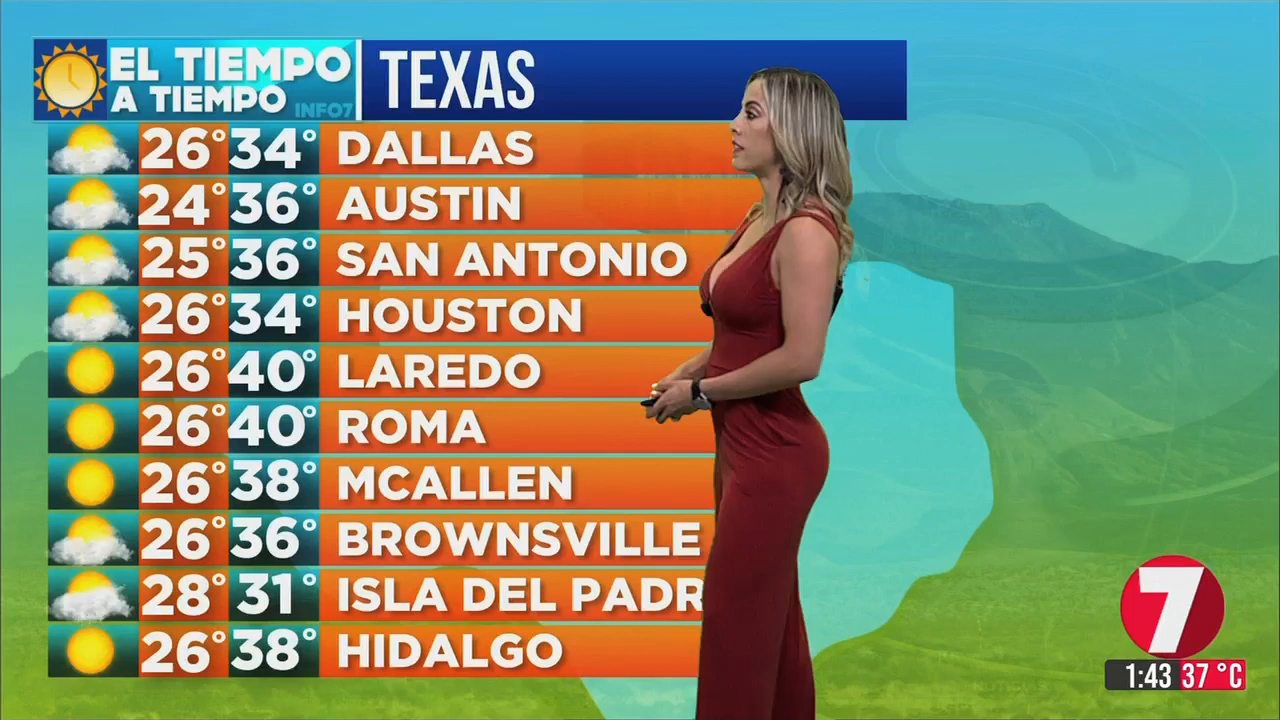 EL TIEMPO
A TIEMPO
INFO7
TEXAS
26° 34° DALLAS
24° 36° AUSTIN
25° 36° SAN ANTONIO
26° 34° HOUSTON
26° 40° LAREDO
26° 40° ROMA
26° 38° MCALLEN
26° 36° BROWNSVILLE
28° 31° ISLA DEL PADR
26° 38° HIDALGO
7
1:43 37 °C